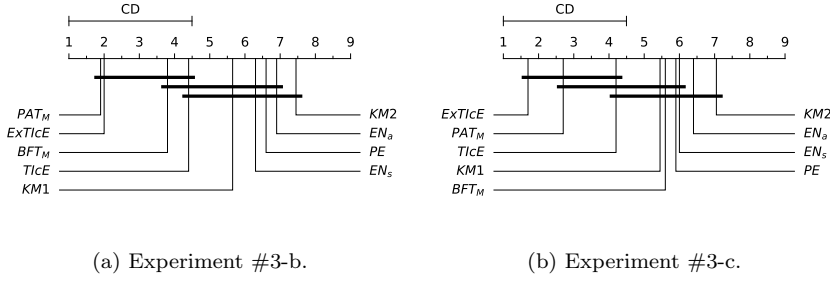 CD
1 2 3 4 5 6 7 8 9
PAT_M
ExTIcE
BFT_M
TIcE
KM1
KM2
EN_a
PE
EN_s
(a) Experiment #3-b.
CD
1 2 3 4 5 6 7 8 9
ExTIcE
PAT_M
TIcE
KM1
BFT_M
KM2
EN_a
EN_s
PE
(b) Experiment #3-c.